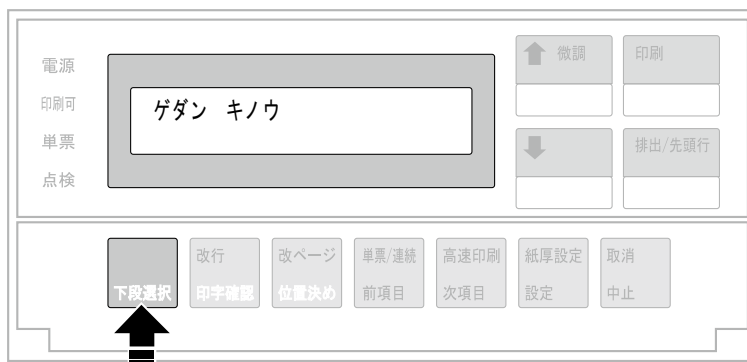 電源
印刷可
単票
点検
ゲダン キノウ
微調
印刷
排出/先頭行
下段選択
改行
印字確認
改ページ
位置決め
単票/連続
前項目
高速印刷
次項目
紙厚設定
設定
取消
中止